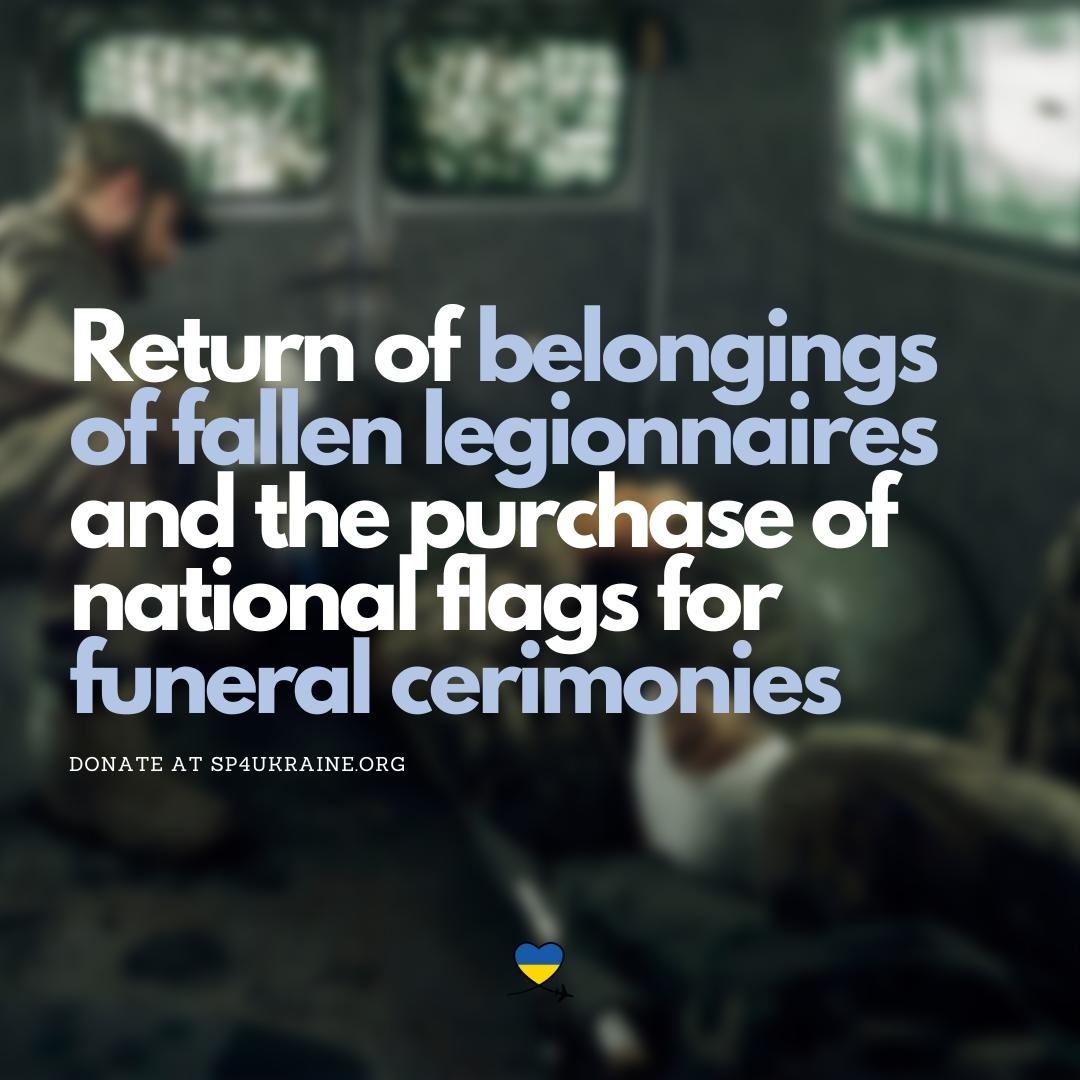 Return of belongings
of fallen legionnaires
and the purchase of
national flags for
funeral cerimonies
DONATE AT SP4UKRAINE.ORG